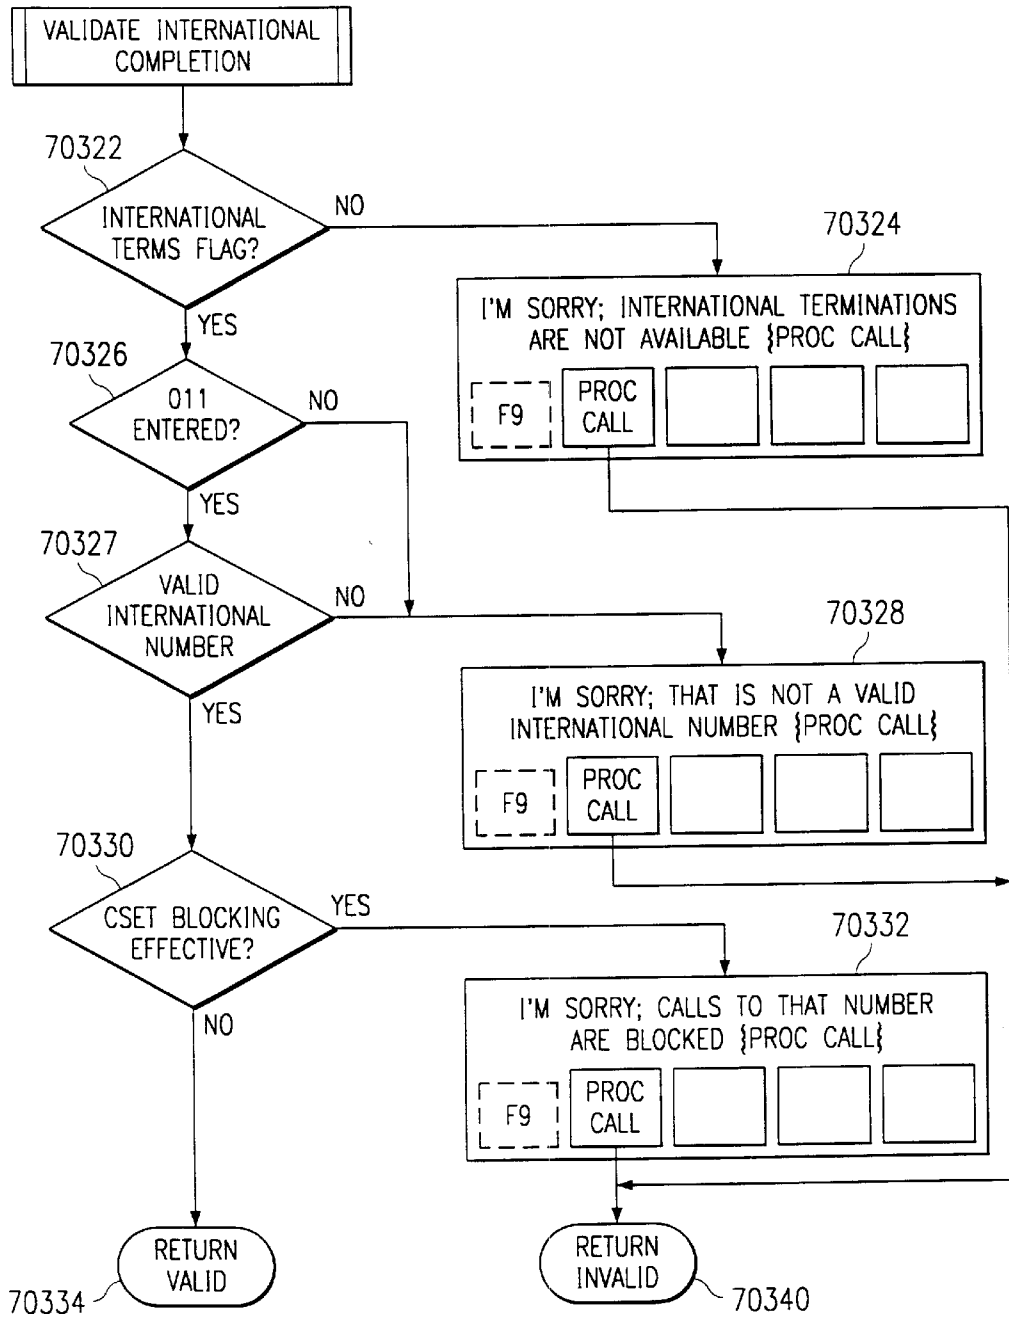 VALIDATE INTERNATIONAL
COMPLETION
70322
INTERNATIONAL
TERMS FLAG?
NO
YES
70324
I'M SORRY; INTERNATIONAL TERMINATIONS
ARE NOT AVAILABLE {PROC CALL}
F9
PROC
CALL
70326
011
ENTERED?
NO
YES
70327
VALID
INTERNATIONAL
NUMBER
NO
YES
70328
I'M SORRY; THAT IS NOT A VALID
INTERNATIONAL NUMBER {PROC CALL}
F9
PROC
CALL
70330
CSET BLOCKING
EFFECTIVE?
YES
NO
70332
I'M SORRY; CALLS TO THAT NUMBER
ARE BLOCKED {PROC CALL}
F9
PROC
CALL
RETURN
VALID
70334
RETURN
INVALID
70340